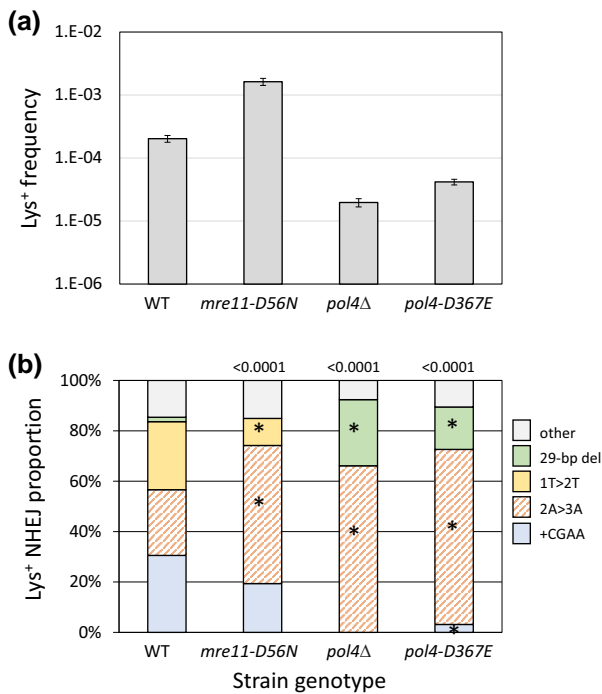 (a)
Lys⁺ frequency
1.E-02
1.E-03
1.E-04
1.E-05
1.E-06
WT mre11-D56N pol4Δ pol4-D367E
(b)
Lys⁺ NHEJ proportion
<0.0001 <0.0001 <0.0001
100%
80%
60%
40%
20%
0%
* * *
* * *
*
other
29-bp del
1T>2T
2A>3A
+CGAA
WT mre11-D56N pol4Δ pol4-D367E
Strain genotype